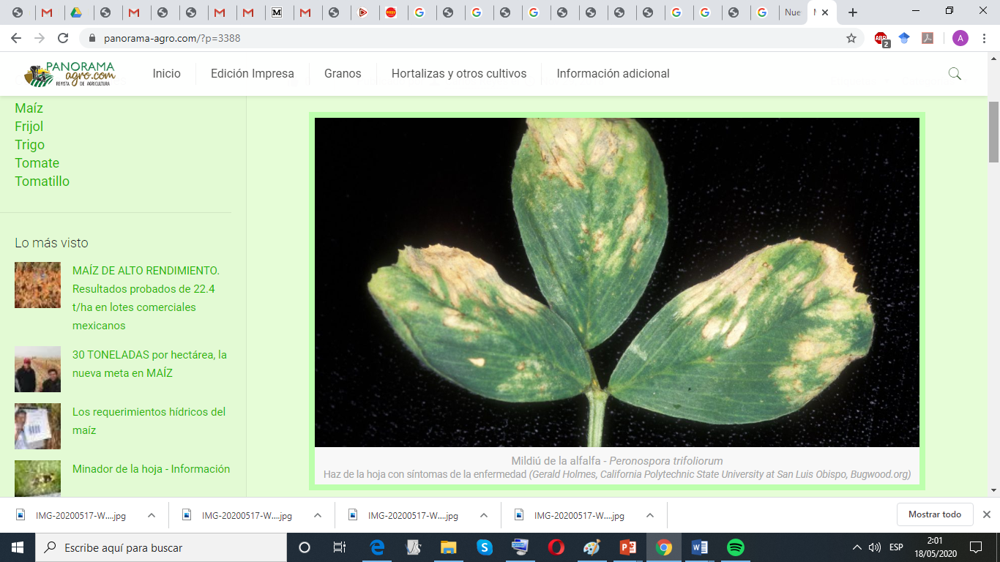 Nue
M
panorama-agro.com/?p=3388
2
A
PANORAMA
agro.com
REVISTA DE AGRICULTURA
Inicio
Edición Impresa
Granos
Hortalizas y otros cultivos
Información adicional
Maíz
Frijol
Trigo
Tomate
Tomatillo
Lo más visto
MAÍZ DE ALTO RENDIMIENTO.
Resultados probados de 22.4
t/ha en lotes comerciales
mexicanos
30 TONELADAS por hectárea, la
nueva meta en MAÍZ
Los requerimientos hídricos del
maíz
Minador de la hoja - Información
Mildiú de la alfalfa - Peronospora trifoliorum
Haz de la hoja con síntomas de la enfermedad (Gerald Holmes, California Polytechnic State University at San Luis Obispo, Bugwood.org)
IMG-20200517-W....jpg
IMG-20200517-W....jpg
IMG-20200517-W....jpg
IMG-20200517-W....jpg
Mostrar todo
Escribe aquí para buscar
ESP
2:01
18/05/2020